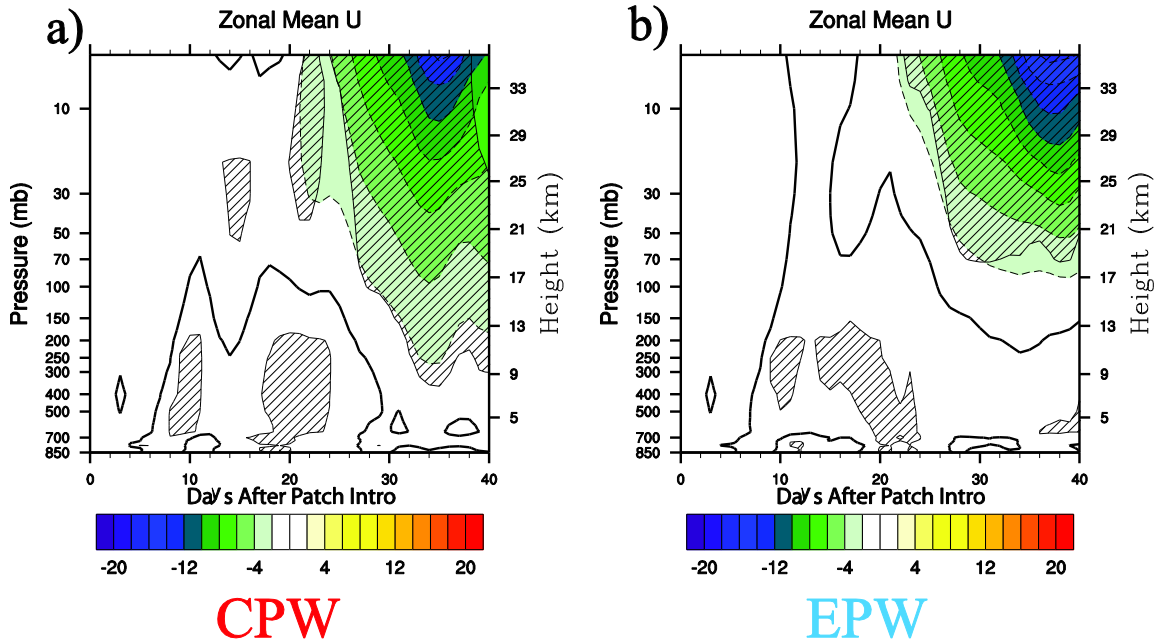 a)
Zonal Mean U
Pressure (mb)
10
30
50
70
100
150
200
250
300
400
500
700
850
33
29
25
21
17
13
9
5
Height (km)
0 10 20 30 40
Days After Patch Intro
-20 -12 -4 4 12 20
CPW
b)
Zonal Mean U
Pressure (mb)
10
30
50
70
100
150
200
250
300
400
500
700
850
33
29
25
21
17
13
9
5
Height (km)
0 10 20 30 40
Days After Patch Intro
-20 -12 -4 4 12 20
EPW